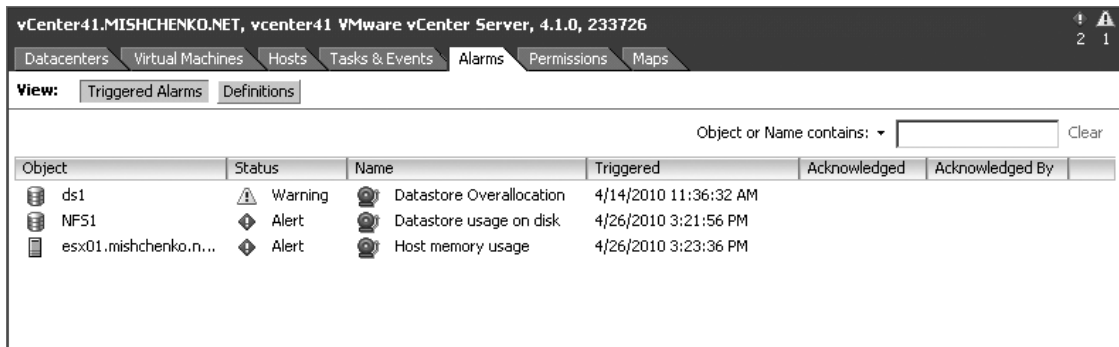 vCenter41.MISHCHENKO.NET, vcenter41 VMware vCenter Server, 4.1.0, 233726
2 1
Datacenters Virtual Machines Hosts Tasks & Events Alarms Permissions Maps
View: Triggered Alarms Definitions
Object or Name contains: Clear
Object Status Name Triggered Acknowledged Acknowledged By
ds1 Warning Datastore Overallocation 4/14/2010 11:36:32 AM
NFS1 Alert Datastore usage on disk 4/26/2010 3:21:56 PM
esx01.mishchenko.n... Alert Host memory usage 4/26/2010 3:23:36 PM